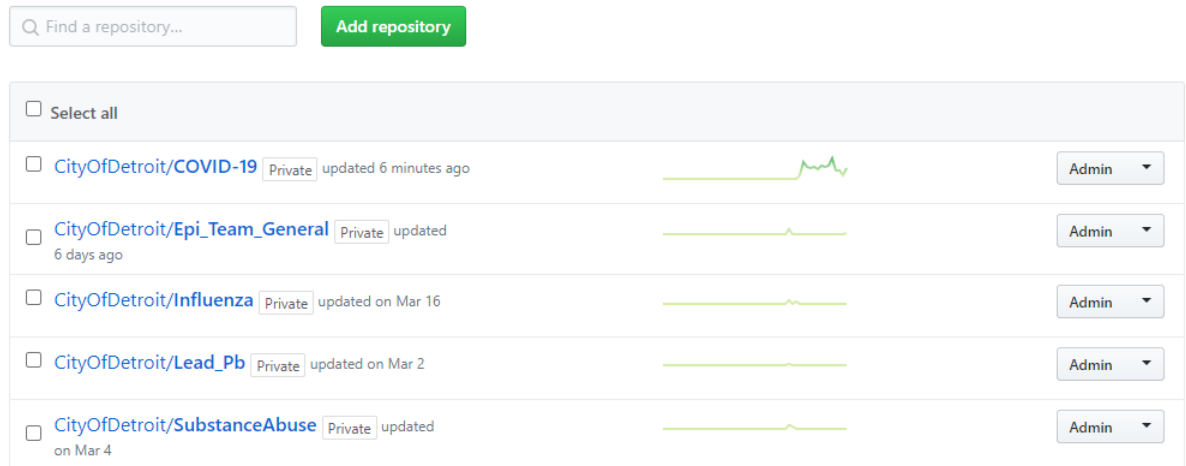 Find a repository...
Add repository
Select all
CityOfDetroit/COVID-19 Private updated 6 minutes ago
Admin
CityOfDetroit/Epi_Team_General Private updated
6 days ago
Admin
CityOfDetroit/Influenza Private updated on Mar 16
Admin
CityOfDetroit/Lead_Pb Private updated on Mar 2
Admin
CityOfDetroit/SubstanceAbuse Private updated
on Mar 4
Admin